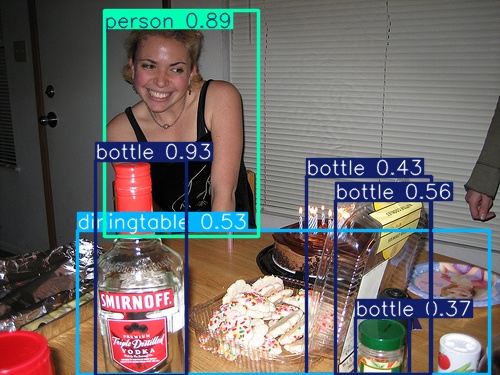 person 0.89
bottle 0.93
bottle 0.43
bottle 0.56
diningtable 0.53
SMIRNOFF
PREMIUM
Triple Distilled
VODKA
bottle 0.37